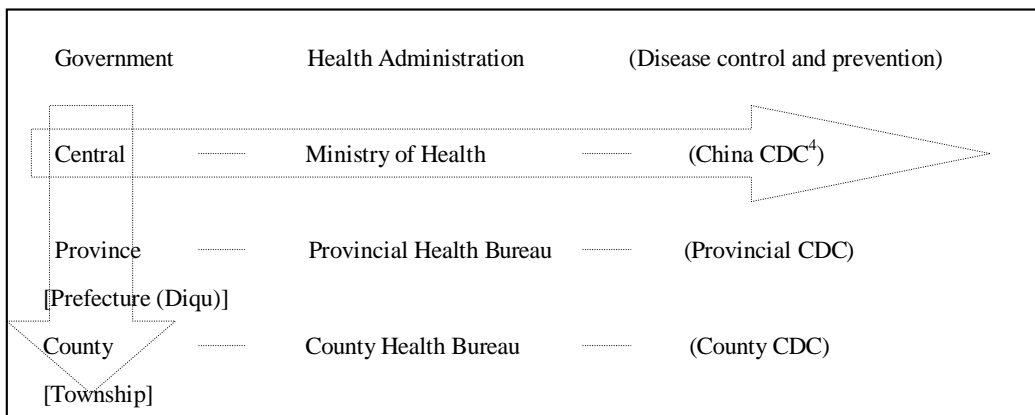 Government Health Administration (Disease control and prevention)
Central Ministry of Health (China CDC⁴)
Province Provincial Health Bureau (Provincial CDC)
[Prefecture (Diqu)]
County County Health Bureau (County CDC)
[Township]